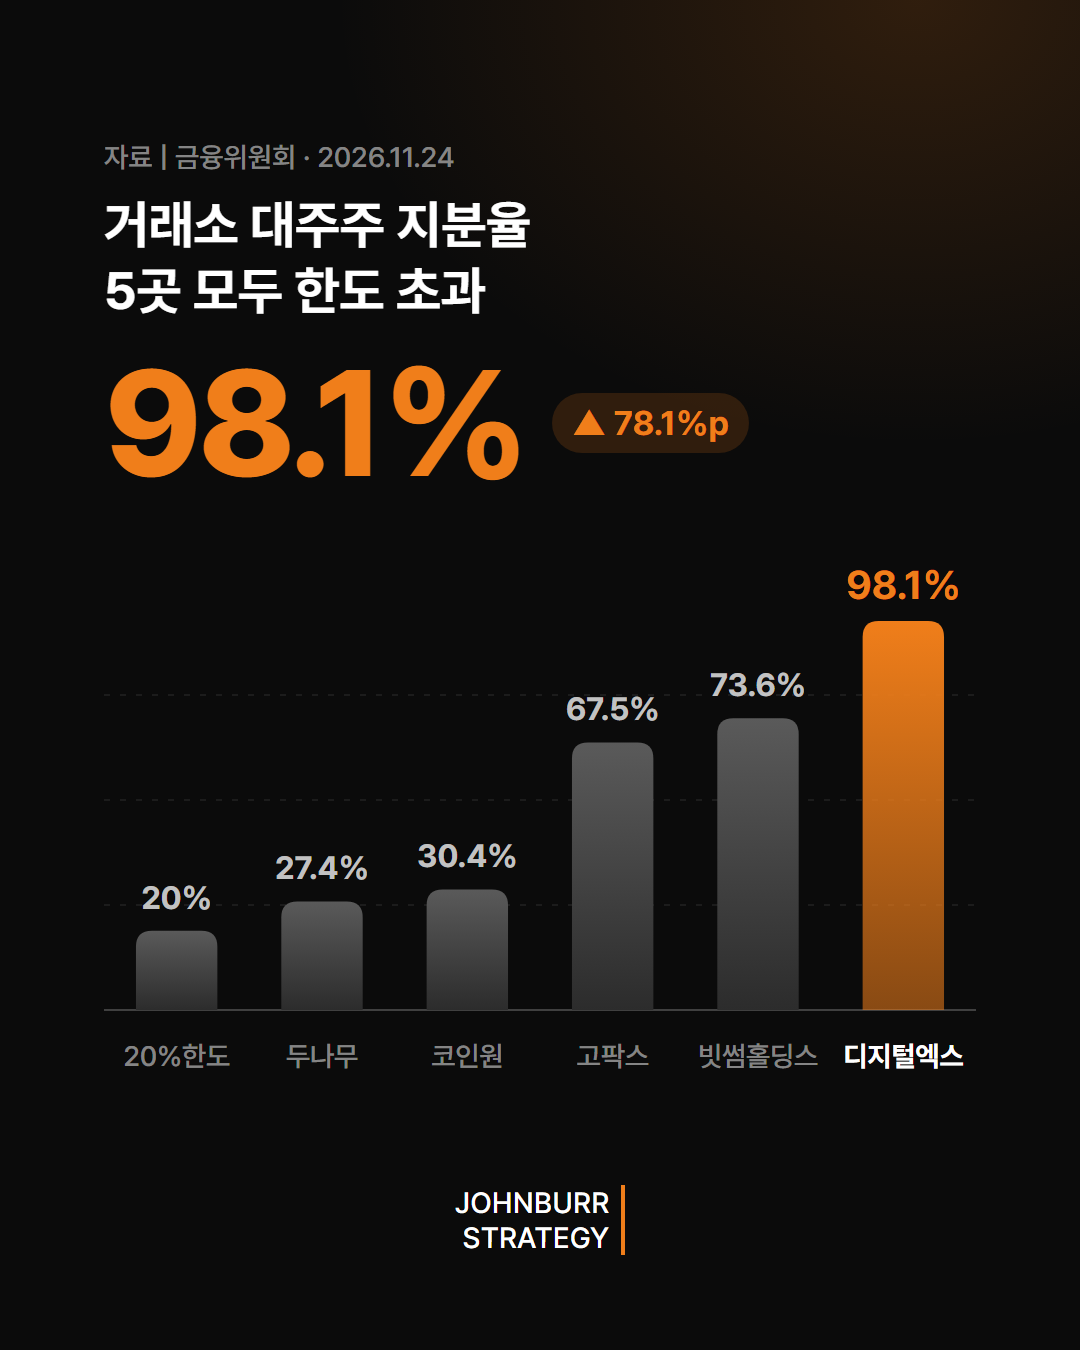 자료 | 금융위원회 · 2026.11.24
거래소 대주주 지분율
5곳 모두 한도 초과
98.1%
▲ 78.1%p
98.1%
73.6%
67.5%
30.4%
27.4%
20%
20%한도 두나무 코인원 고팍스 빗썸홀딩스 디지털엑스
JOHNBURR
STRATEGY